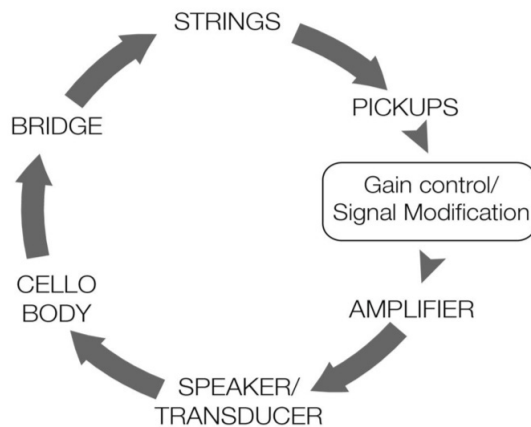 STRINGS
PICKUPS
Gain control/
Signal Modification
AMPLIFIER
SPEAKER/
TRANSDUCER
CELLO
BODY
BRIDGE